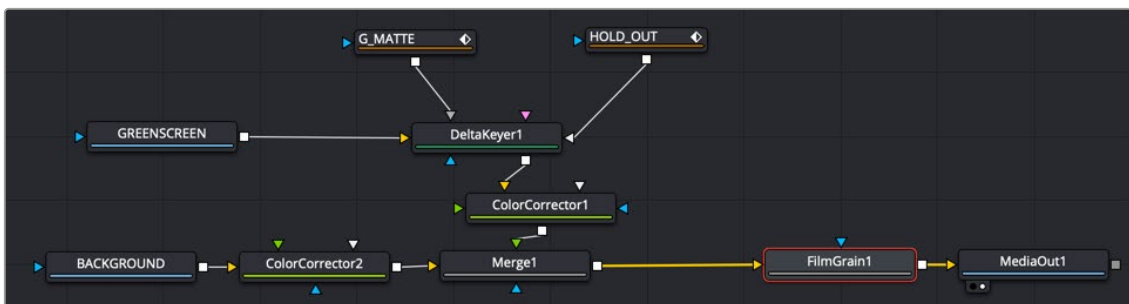 G_MATTE
HOLD_OUT
GREENSCREEN
DeltaKeyer1
ColorCorrector1
BACKGROUND
ColorCorrector2
Merge1
FilmGrain1
MediaOut1